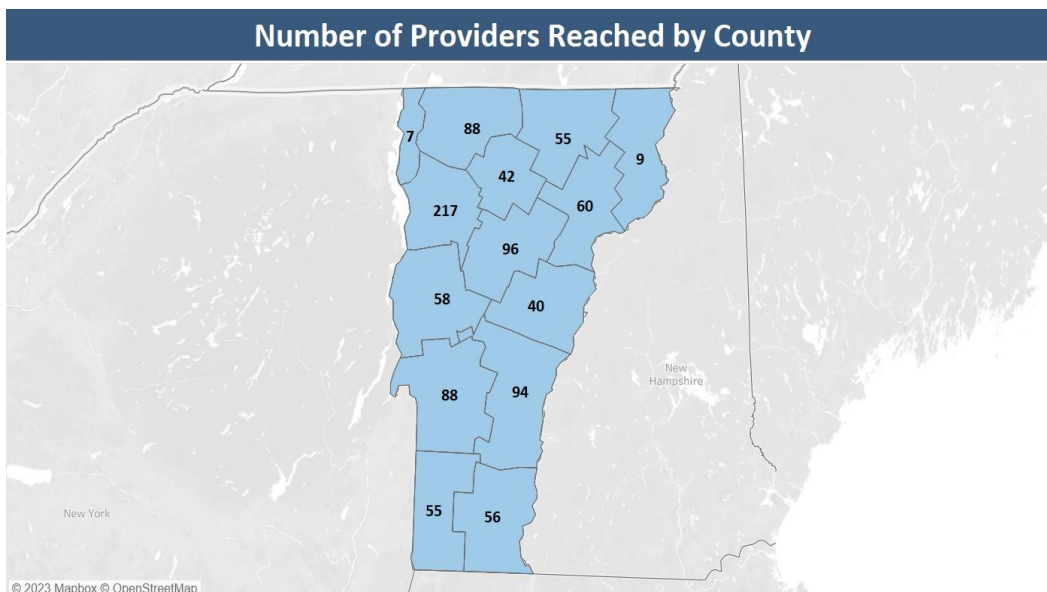 Number of Providers Reached by County
7
88
55
9
42
60
217
96
58
40
88
94
55
56
New
Hampshire
New York
© 2023 Mapbox © OpenStreetMap